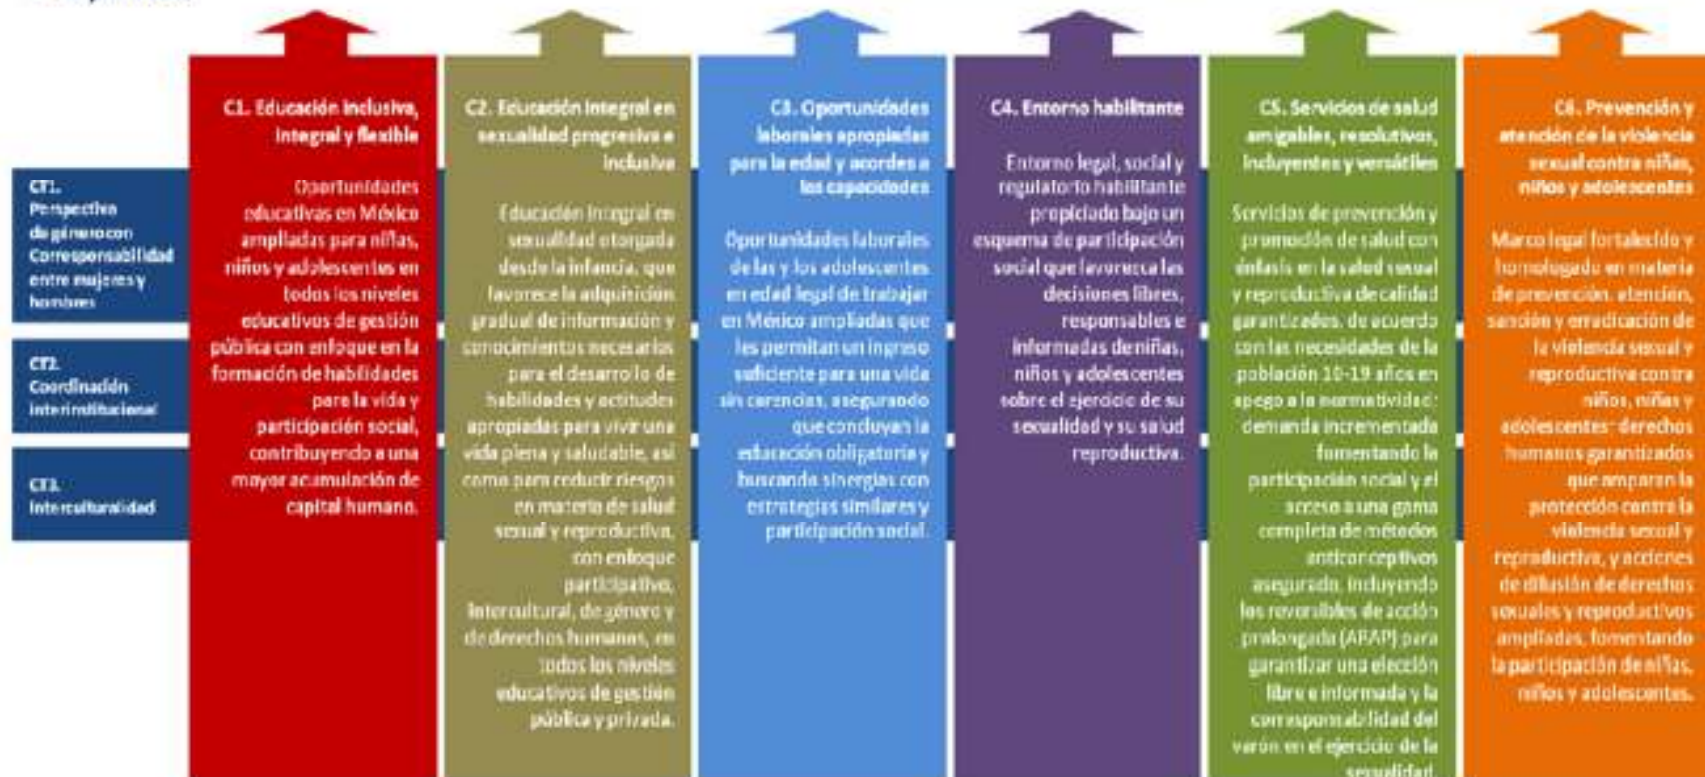 CT1.
Perspectiva
de género con
Corresponsabilidad
entre mujeres y
hombres
CT2.
Coordinación
interinstitucional
CT3.
Interculturalidad
C1. Educación inclusiva,
integral y flexible
Oportunidades
educativas en México
ampliadas para niñas,
niños y adolescentes en
todos los niveles
educativos de gestión
pública con enfoque en la
formación de habilidades
para la vida y
participación social,
contribuyendo a una
mayor acumulación de
capital humano.
C2. Educación integral en
sexualidad progresiva e
inclusiva
Educación integral en
sexualidad otorgada
desde la infancia, que
favorece la adquisición
gradual de información y
conocimientos necesarios
para el desarrollo de
habilidades y actitudes
apropiadas para vivir una
vida plena y saludable, así
como para reducir riesgos
en materia de salud
sexual y reproductiva,
con enfoque
participativo,
intercultural, de género y
de derechos humanos, en
todos los niveles
educativos de gestión
pública y privada.
C3. Oportunidades
laborales apropiadas
para la edad y acordes a
las capacidades
Oportunidades laborales
de las y los adolescentes
en edad legal de trabajar
en México ampliadas que
les permitan un ingreso
suficiente para una vida
sin carencias, asegurando
que concluyan la
educación obligatoria y
buscando sinergias con
estrategias similares y
participación social.
C4. Entorno habilitante
Entorno legal, social y
regulatorio habilitante
propiciado bajo un
esquema de participación
social que favorezca las
decisiones libres,
responsables e
informadas de niñas,
niños y adolescentes
sobre el ejercicio de su
sexualidad y su salud
reproductiva.
C5. Servicios de salud
amigables, resolutivos,
incluyentes y versátiles
Servicios de prevención y
promoción de salud con
énfasis en la salud sexual
y reproductiva de calidad
garantizados, de acuerdo
con las necesidades de la
población 10-19 años en
apego a la normatividad;
demanda incrementada
fomentando la
participación social y el
acceso a una gama
completa de métodos
anticonceptivos
asegurado, incluyendo
los reversibles de acción
prolongada (ARAP) para
garantizar una elección
libre e informada y la
corresponsabilidad del
varón en el ejercicio de la
sexualidad.
C6. Prevención y
atención de la violencia
sexual contra niñas,
niños y adolescentes
Marco legal fortalecido y
homologado en materia
de prevención, atención,
sanción y erradicación de
la violencia sexual y
reproductiva contra
niños, niñas y
adolescentes- derechos
humanos garantizados
que amparan la
protección contra la
violencia sexual y
reproductiva, y acciones
de difusión de derechos
sexuales y reproductivos
ampliadas, fomentando
la participación de niñas,
niños y adolescentes.